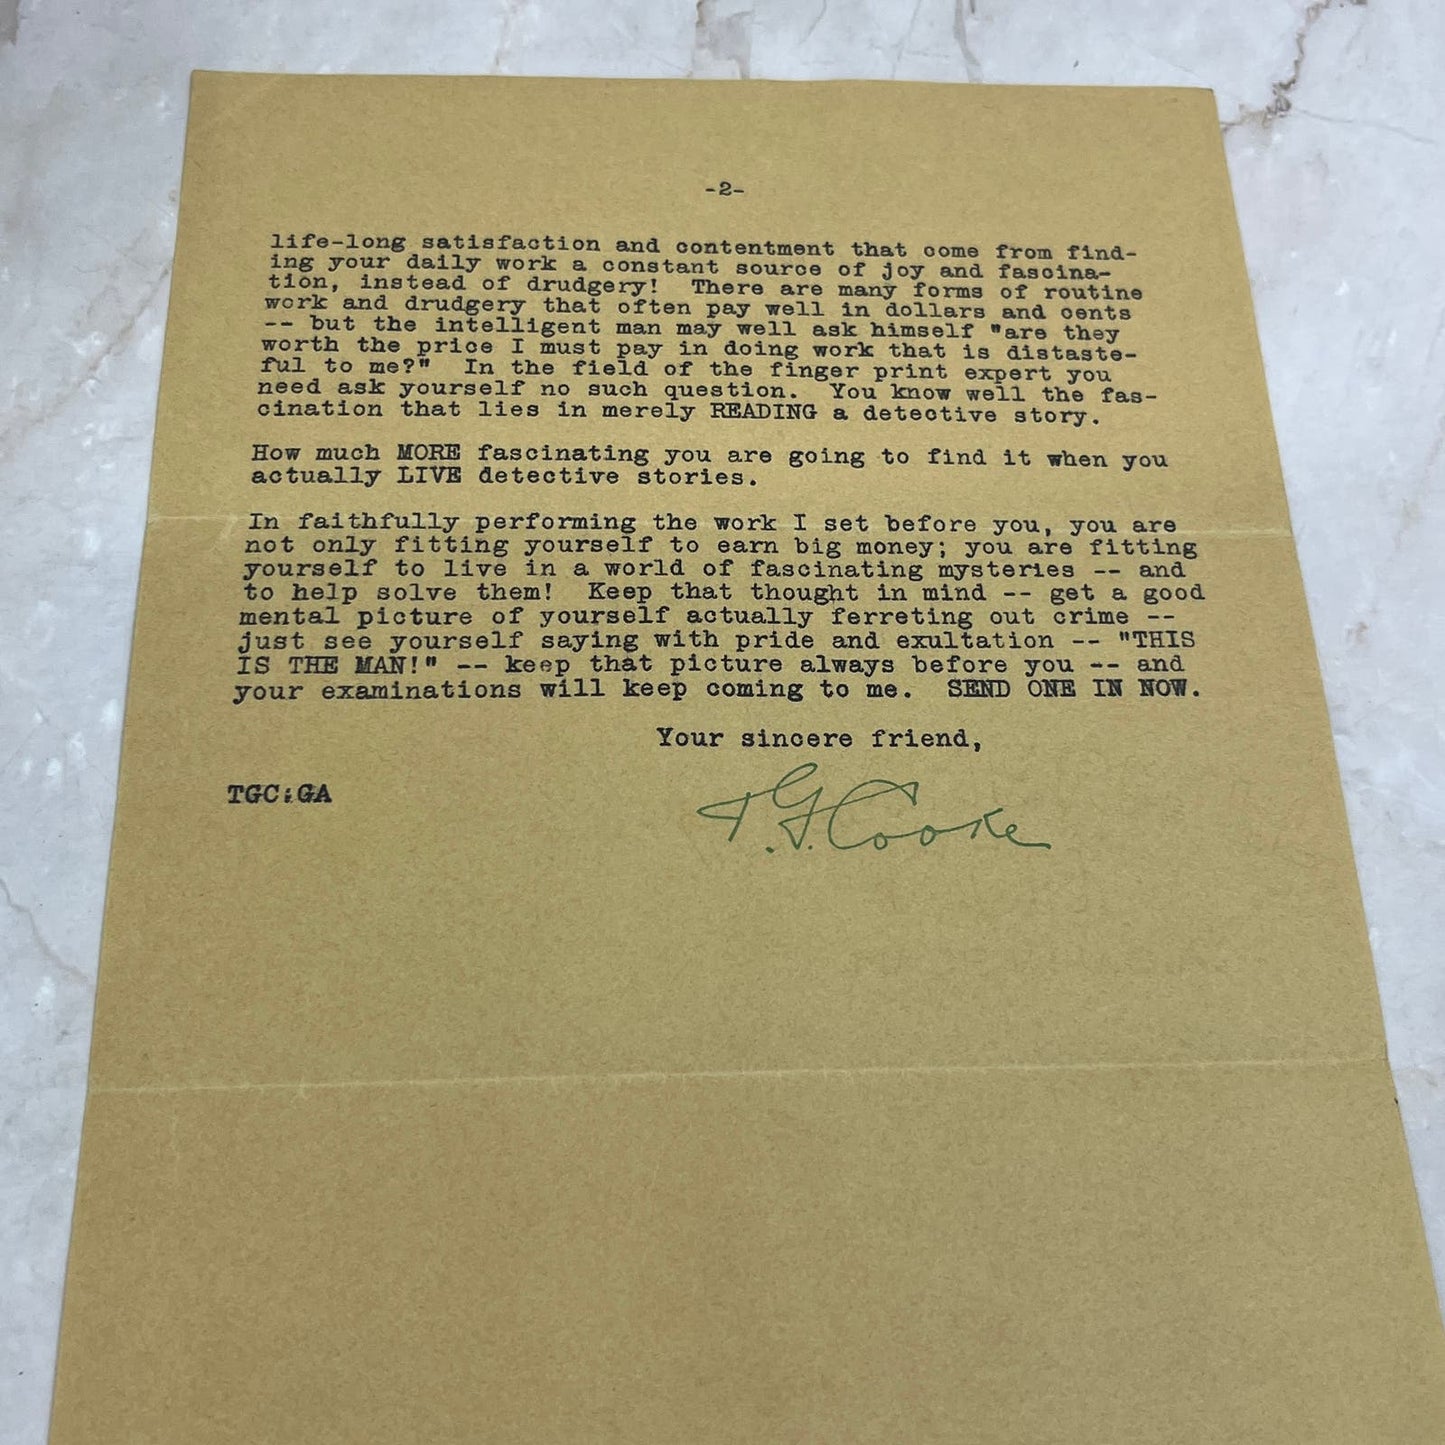 -2-
life-long satisfaction and contentment that come from find-
ing your daily work a constant source of joy and fascina-
tion, instead of drudgery!  There are many forms of routine
work and drudgery that often pay well in dollars and cents
-- but the intelligent man may well ask himself "are they
worth the price I must pay in doing work that is distaste-
ful to me?"  In the field of the finger print expert you
need ask yourself no such question.  You know well the fas-
cination that lies in merely READING a detective story.
How much MORE fascinating you are going to find it when you
actually LIVE detective stories.
In faithfully performing the work I set before you, you are
not only fitting yourself to earn big money; you are fitting
yourself to live in a world of fascinating mysteries -- and
to help solve them!  Keep that thought in mind -- get a good
mental picture of yourself actually ferreting out crime --
just see yourself saying with pride and exultation -- "THIS
IS THE MAN!" -- keep that picture always before you -- and
your examinations will keep coming to me.  SEND ONE IN NOW.
Your sincere friend,
TGC:GA
T.G. Cooke